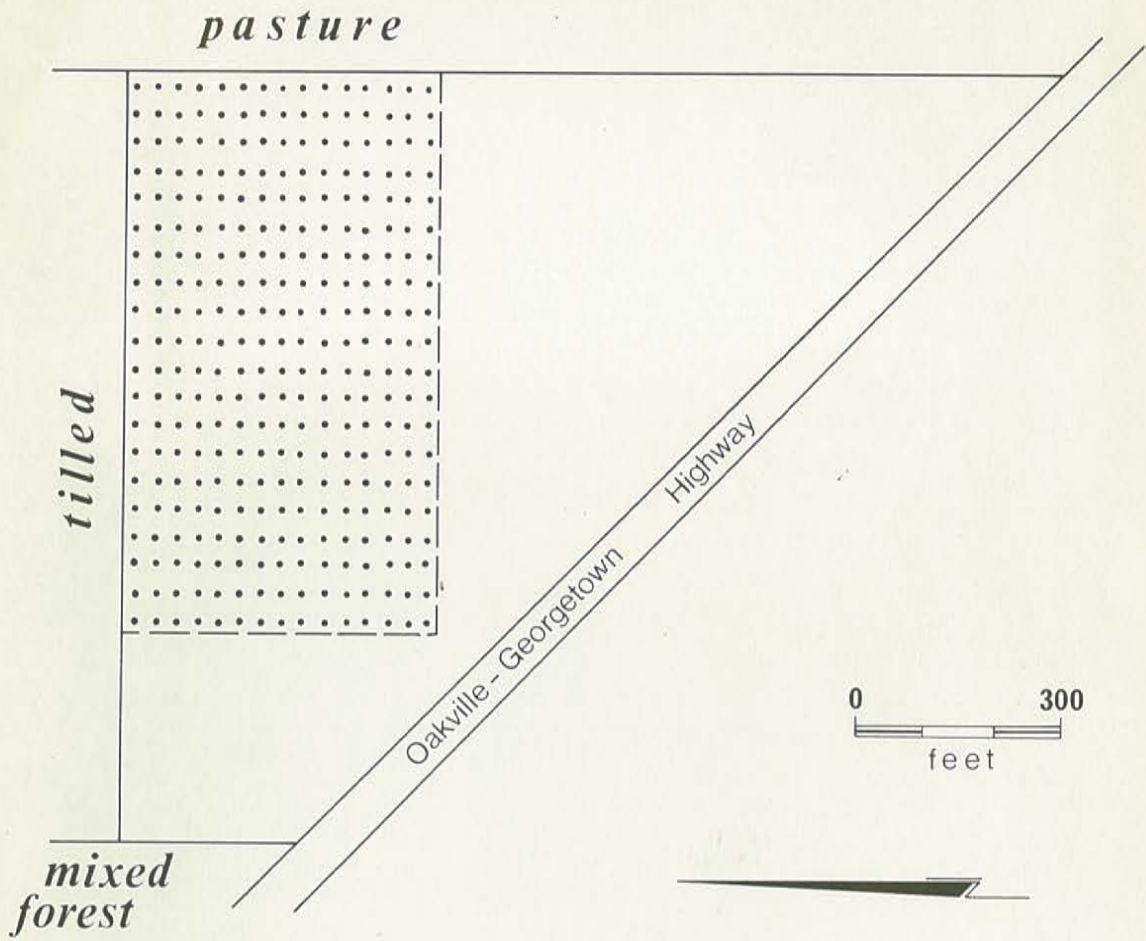 pasture
tilled
Oakville - Georgetown Highway
0 300
feet
mixed
forest